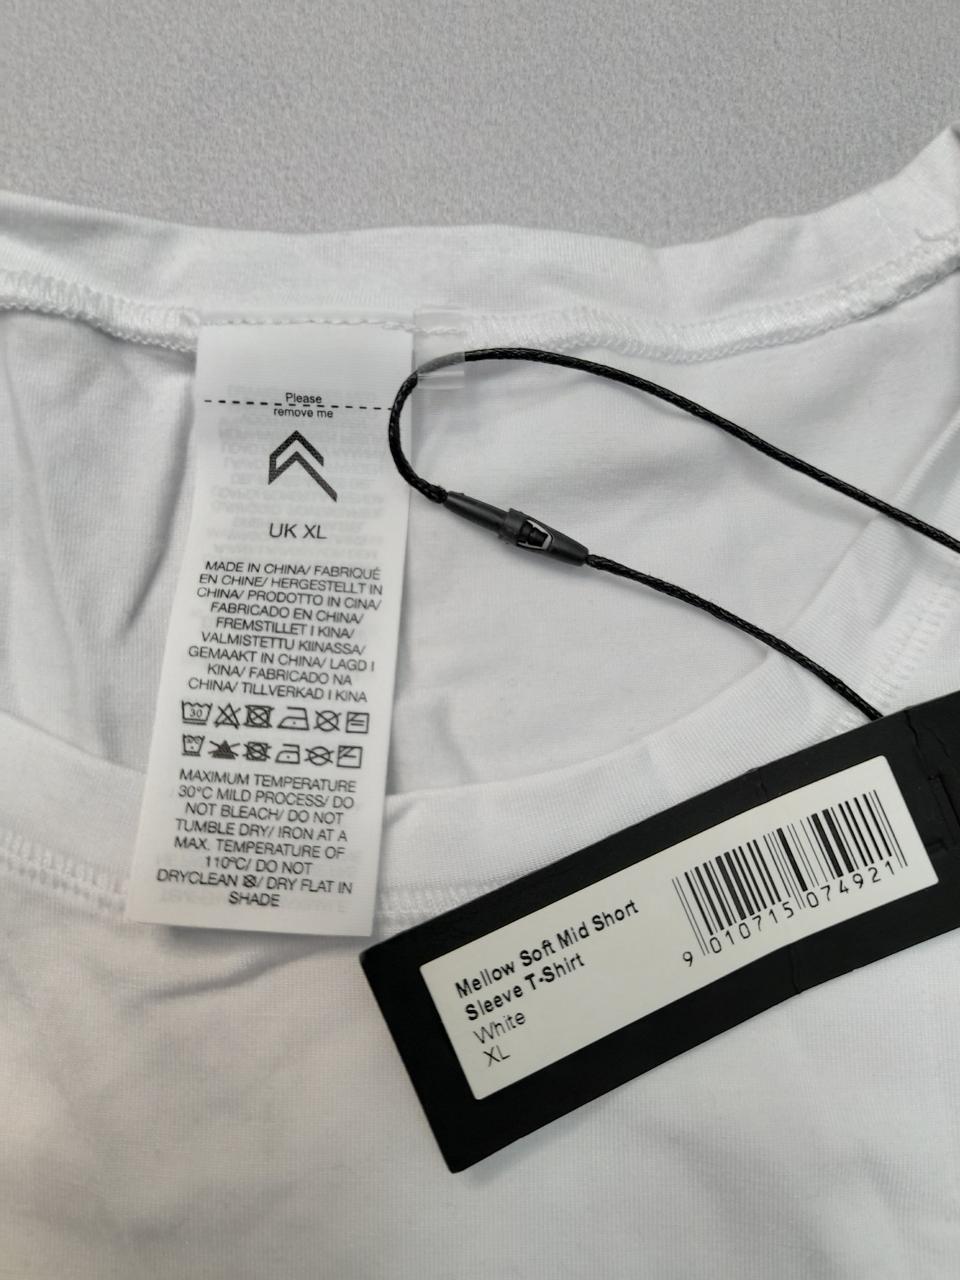 Please
remove me
UK XL
MADE IN CHINA/ FABRIQUÉ
EN CHINE/ HERGESTELLT IN
CHINA/ PRODOTTO IN CINA/
FABRICADO EN CHINA/
FREMSTILLET I KINA/
VALMISTETTU KIINASSA/
GEMAAKT IN CHINA/ LAGD I
KINA/ FABRICADO NA
CHINA/ TILLVERKAD I KINA
30
MAXIMUM TEMPERATURE
30°C MILD PROCESS/ DO
NOT BLEACH/ DO NOT
TUMBLE DRY/ IRON AT A
MAX. TEMPERATURE OF
110ºC/ DO NOT
DRYCLEAN / DRY FLAT IN
SHADE
Mellow Soft Mid Short
Sleeve T-Shirt
White
XL
9 010715 074921